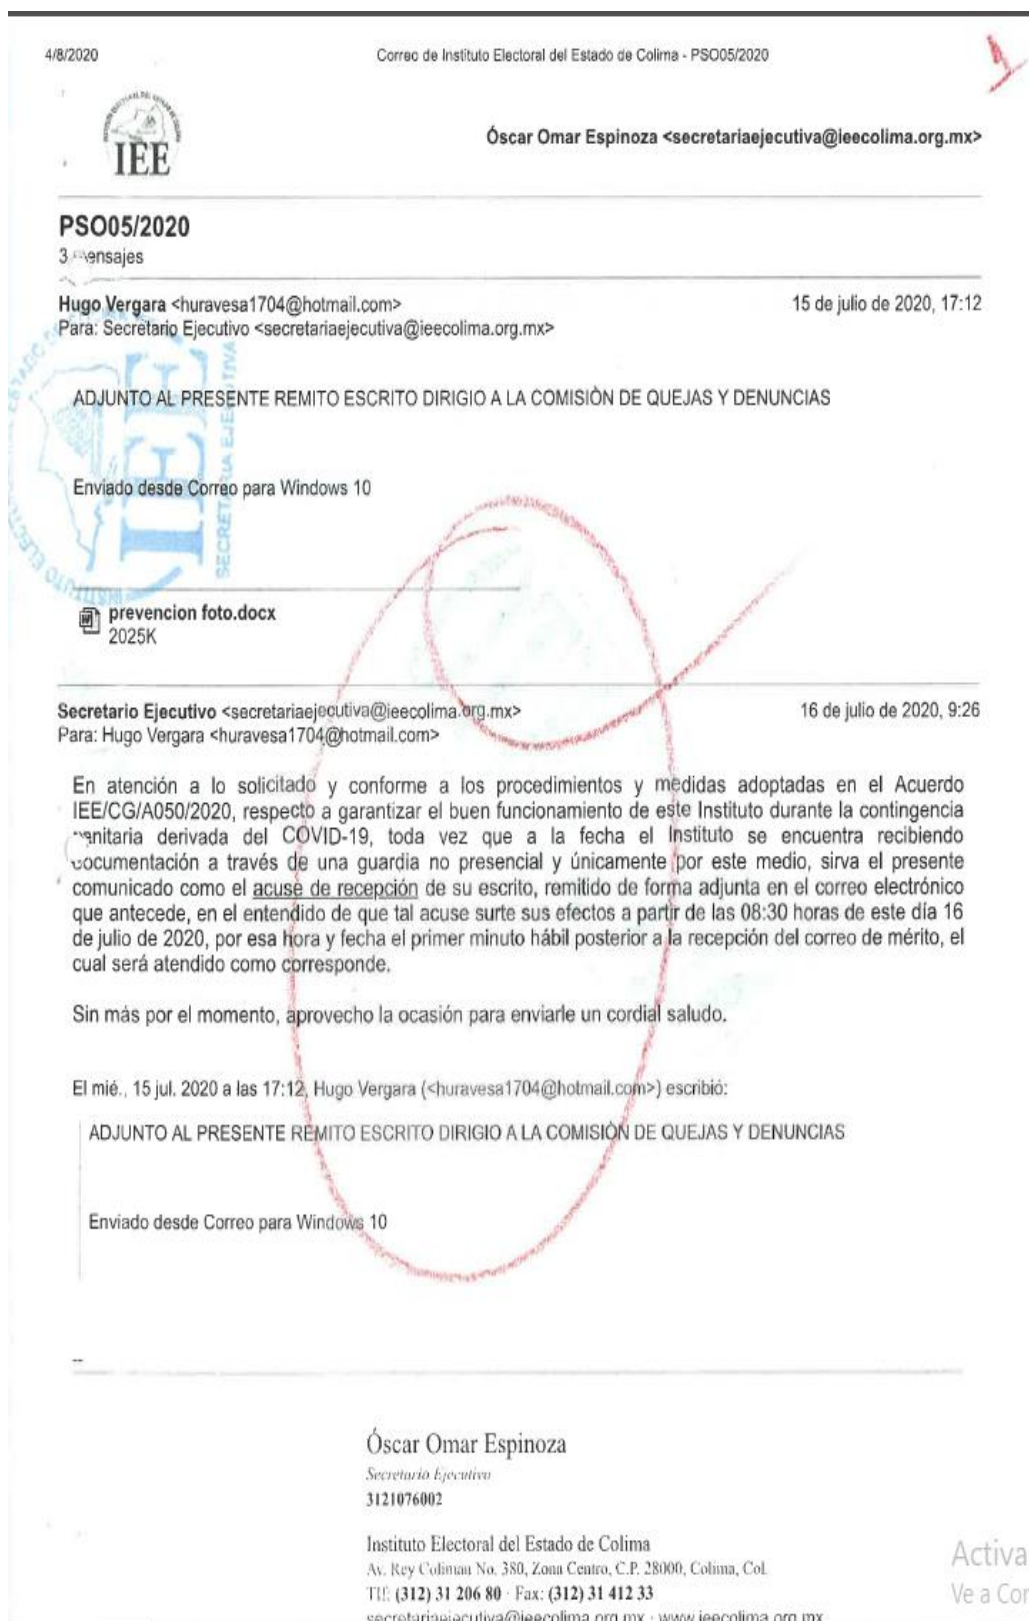 4/8/2020
Correo de Instituto Electoral del Estado de Colima - PSO05/2020
IEE
Óscar Omar Espinoza <secretariaejecutiva@ieecolima.org.mx>
PSO05/2020
3 mensajes
Hugo Vergara <huravesa1704@hotmail.com>
15 de julio de 2020, 17:12
Para: Secretario Ejecutivo <secretariaejecutiva@ieecolima.org.mx>
ADJUNTO AL PRESENTE REMITO ESCRITO DIRIGIO A LA COMISIÒN DE QUEJAS Y DENUNCIAS
Enviado desde Correo para Windows 10
IEE
SECRETARIA EJECUTIVA
prevencion foto.docx
2025K
Secretario Ejecutivo <secretariaejecutiva@ieecolima.org.mx>
16 de julio de 2020, 9:26
Para: Hugo Vergara <huravesa1704@hotmail.com>
En atención a lo solicitado y conforme a los procedimientos y medidas adoptadas en el Acuerdo
IEE/CG/A050/2020, respecto a garantizar el buen funcionamiento de este Instituto durante la contingencia
sanitaria derivada del COVID-19, toda vez que a la fecha el Instituto se encuentra recibiendo
documentación a través de una guardia no presencial y únicamente por este medio, sirva el presente
comunicado como el acuse de recepción de su escrito, remitido de forma adjunta en el correo electrónico
que antecede, en el entendido de que tal acuse surte sus efectos a partir de las 08:30 horas de este día 16
de julio de 2020, por esa hora y fecha el primer minuto hábil posterior a la recepción del correo de mérito, el
cual será atendido como corresponde.
Sin más por el momento, aprovecho la ocasión para enviarle un cordial saludo.
El mié., 15 jul. 2020 a las 17:12, Hugo Vergara (<huravesa1704@hotmail.com>) escribió:
ADJUNTO AL PRESENTE REMITO ESCRITO DIRIGIO A LA COMISIÒN DE QUEJAS Y DENUNCIAS
Enviado desde Correo para Windows 10
--
Óscar Omar Espinoza
Secretario Ejecutivo
3121076002
Instituto Electoral del Estado de Colima
Av. Rey Coliman No. 380, Zona Centro, C.P. 28000, Colima, Col.
Tlf: (312) 31 206 80 · Fax: (312) 31 412 33
secretariaejecutiva@ieecolima.org.mx · www.ieecolima.org.mx
Activa
Ve a Con